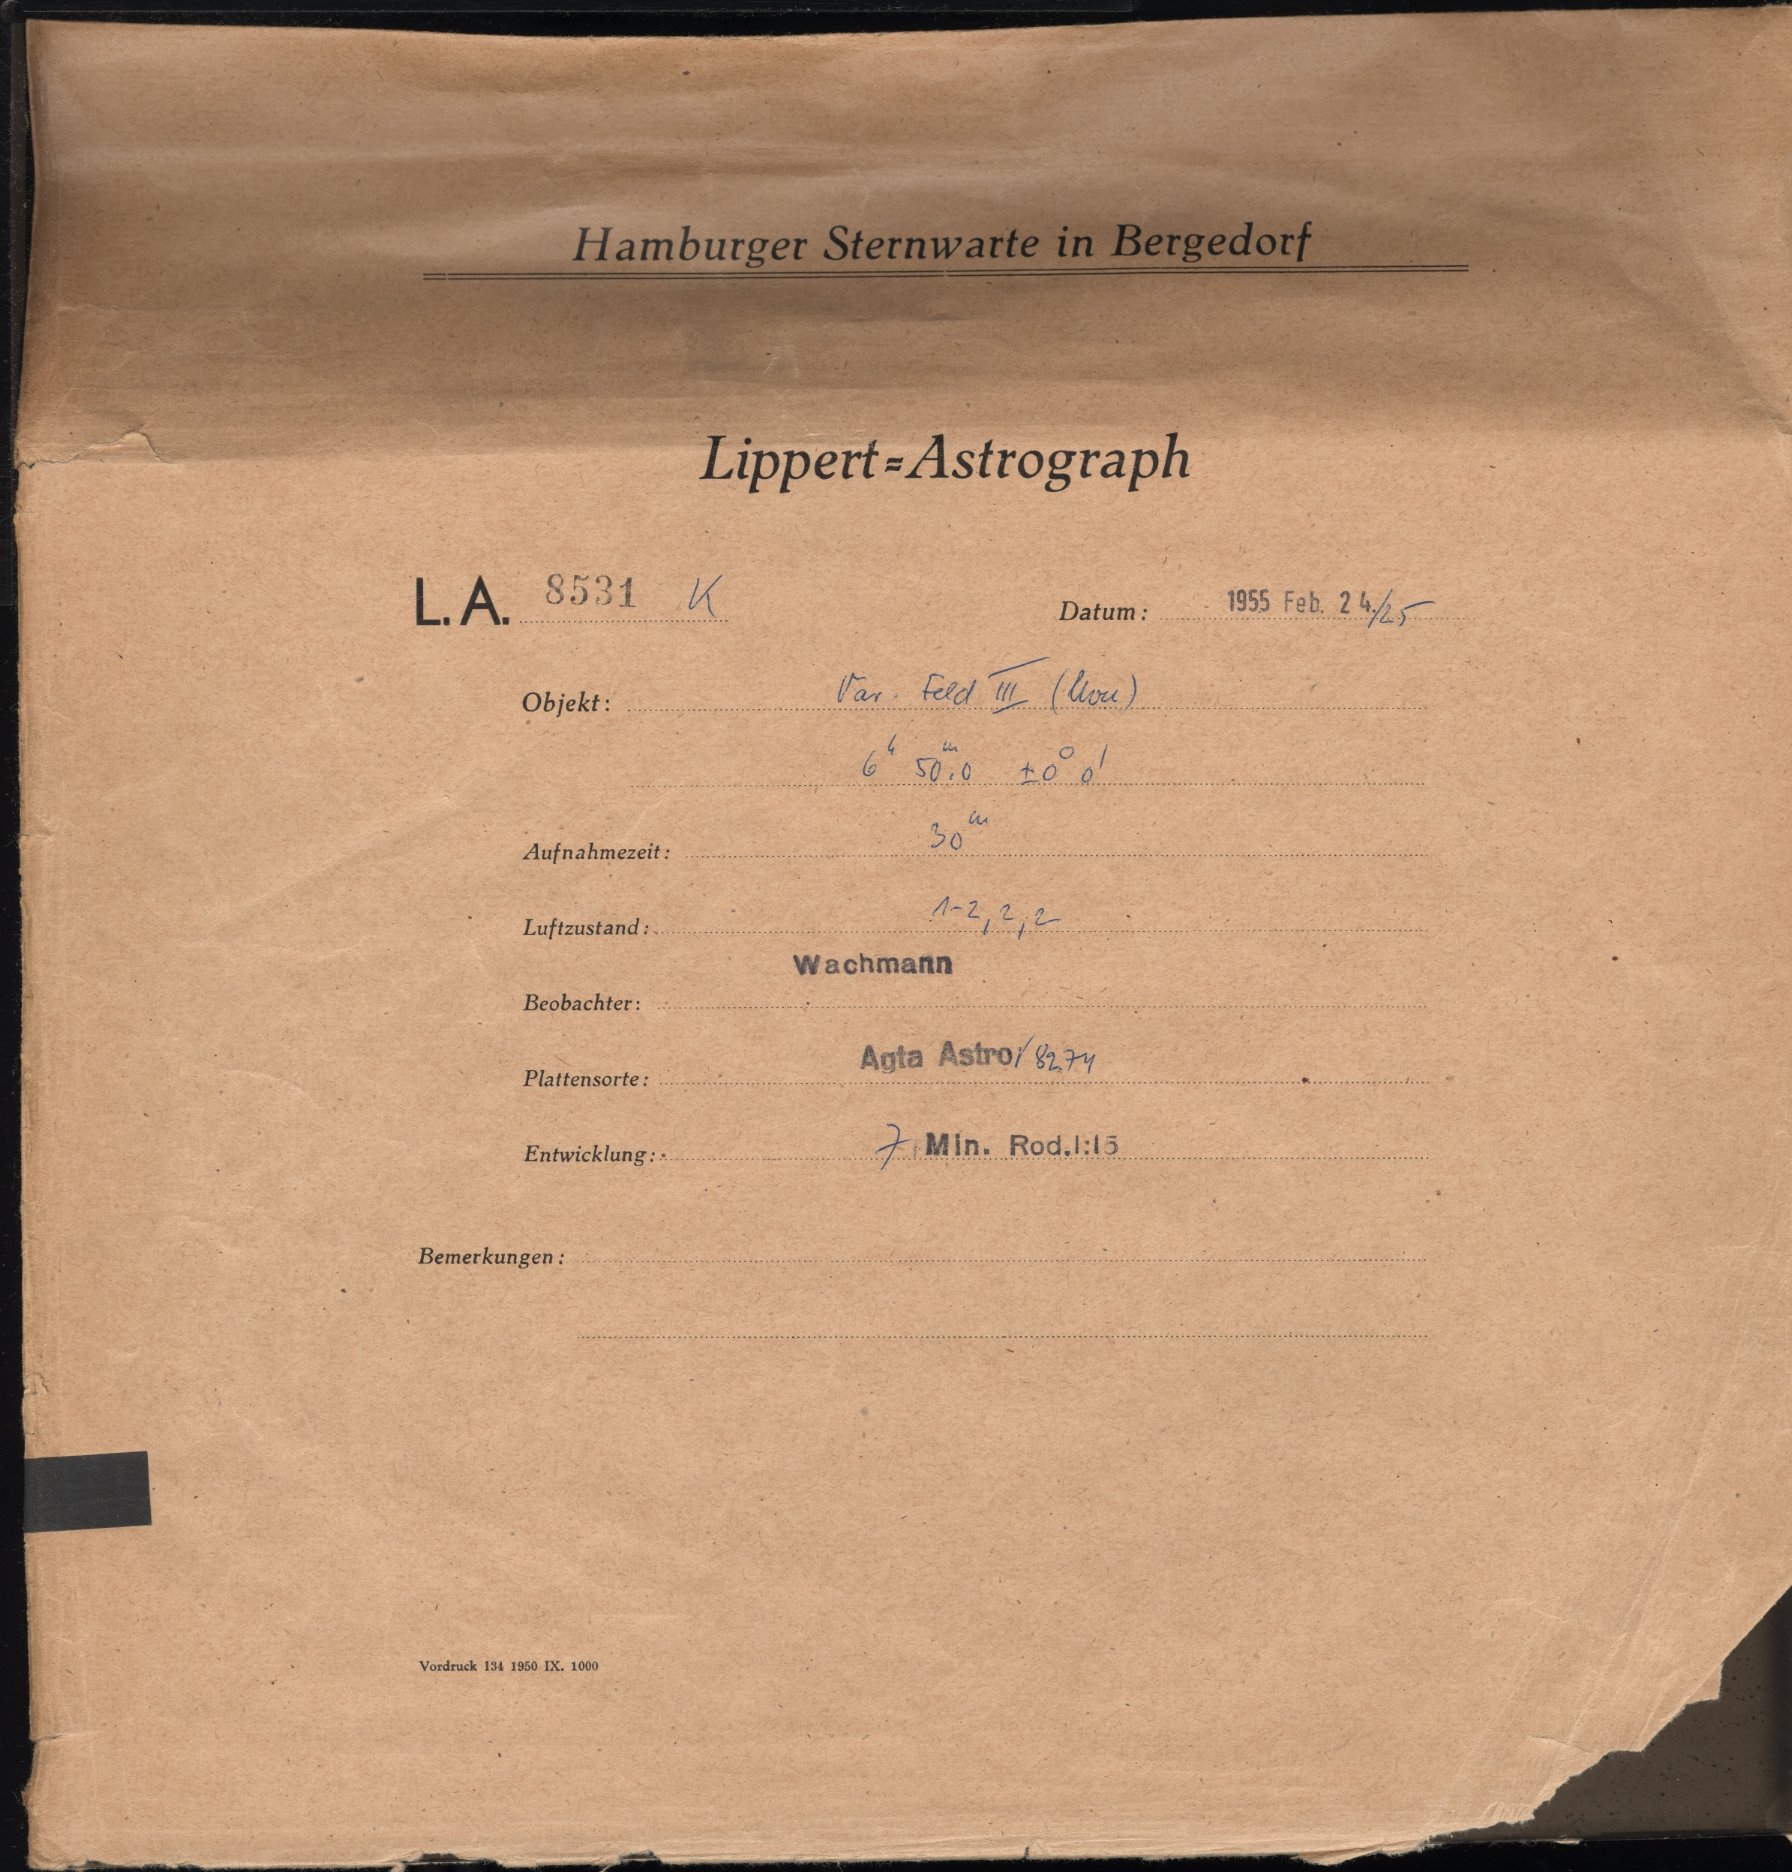 Hamburger Sternwarte in Bergedorf
Lippert=Astrograph
L. A. 8531 K Datum: 1955 Feb. 24./25
Objekt: Var. Feld III (Mon)
6h 50m.0 ±0° 0'
Aufnahmezeit: 30m
Luftzustand: 1-2, 2, 2
Wachmann
Beobachter:
Plattensorte: Agfa Astro / 8274
Entwicklung: 7 Min. Rod. 1:15
Bemerkungen:
Vordruck 134 1950 IX. 1000